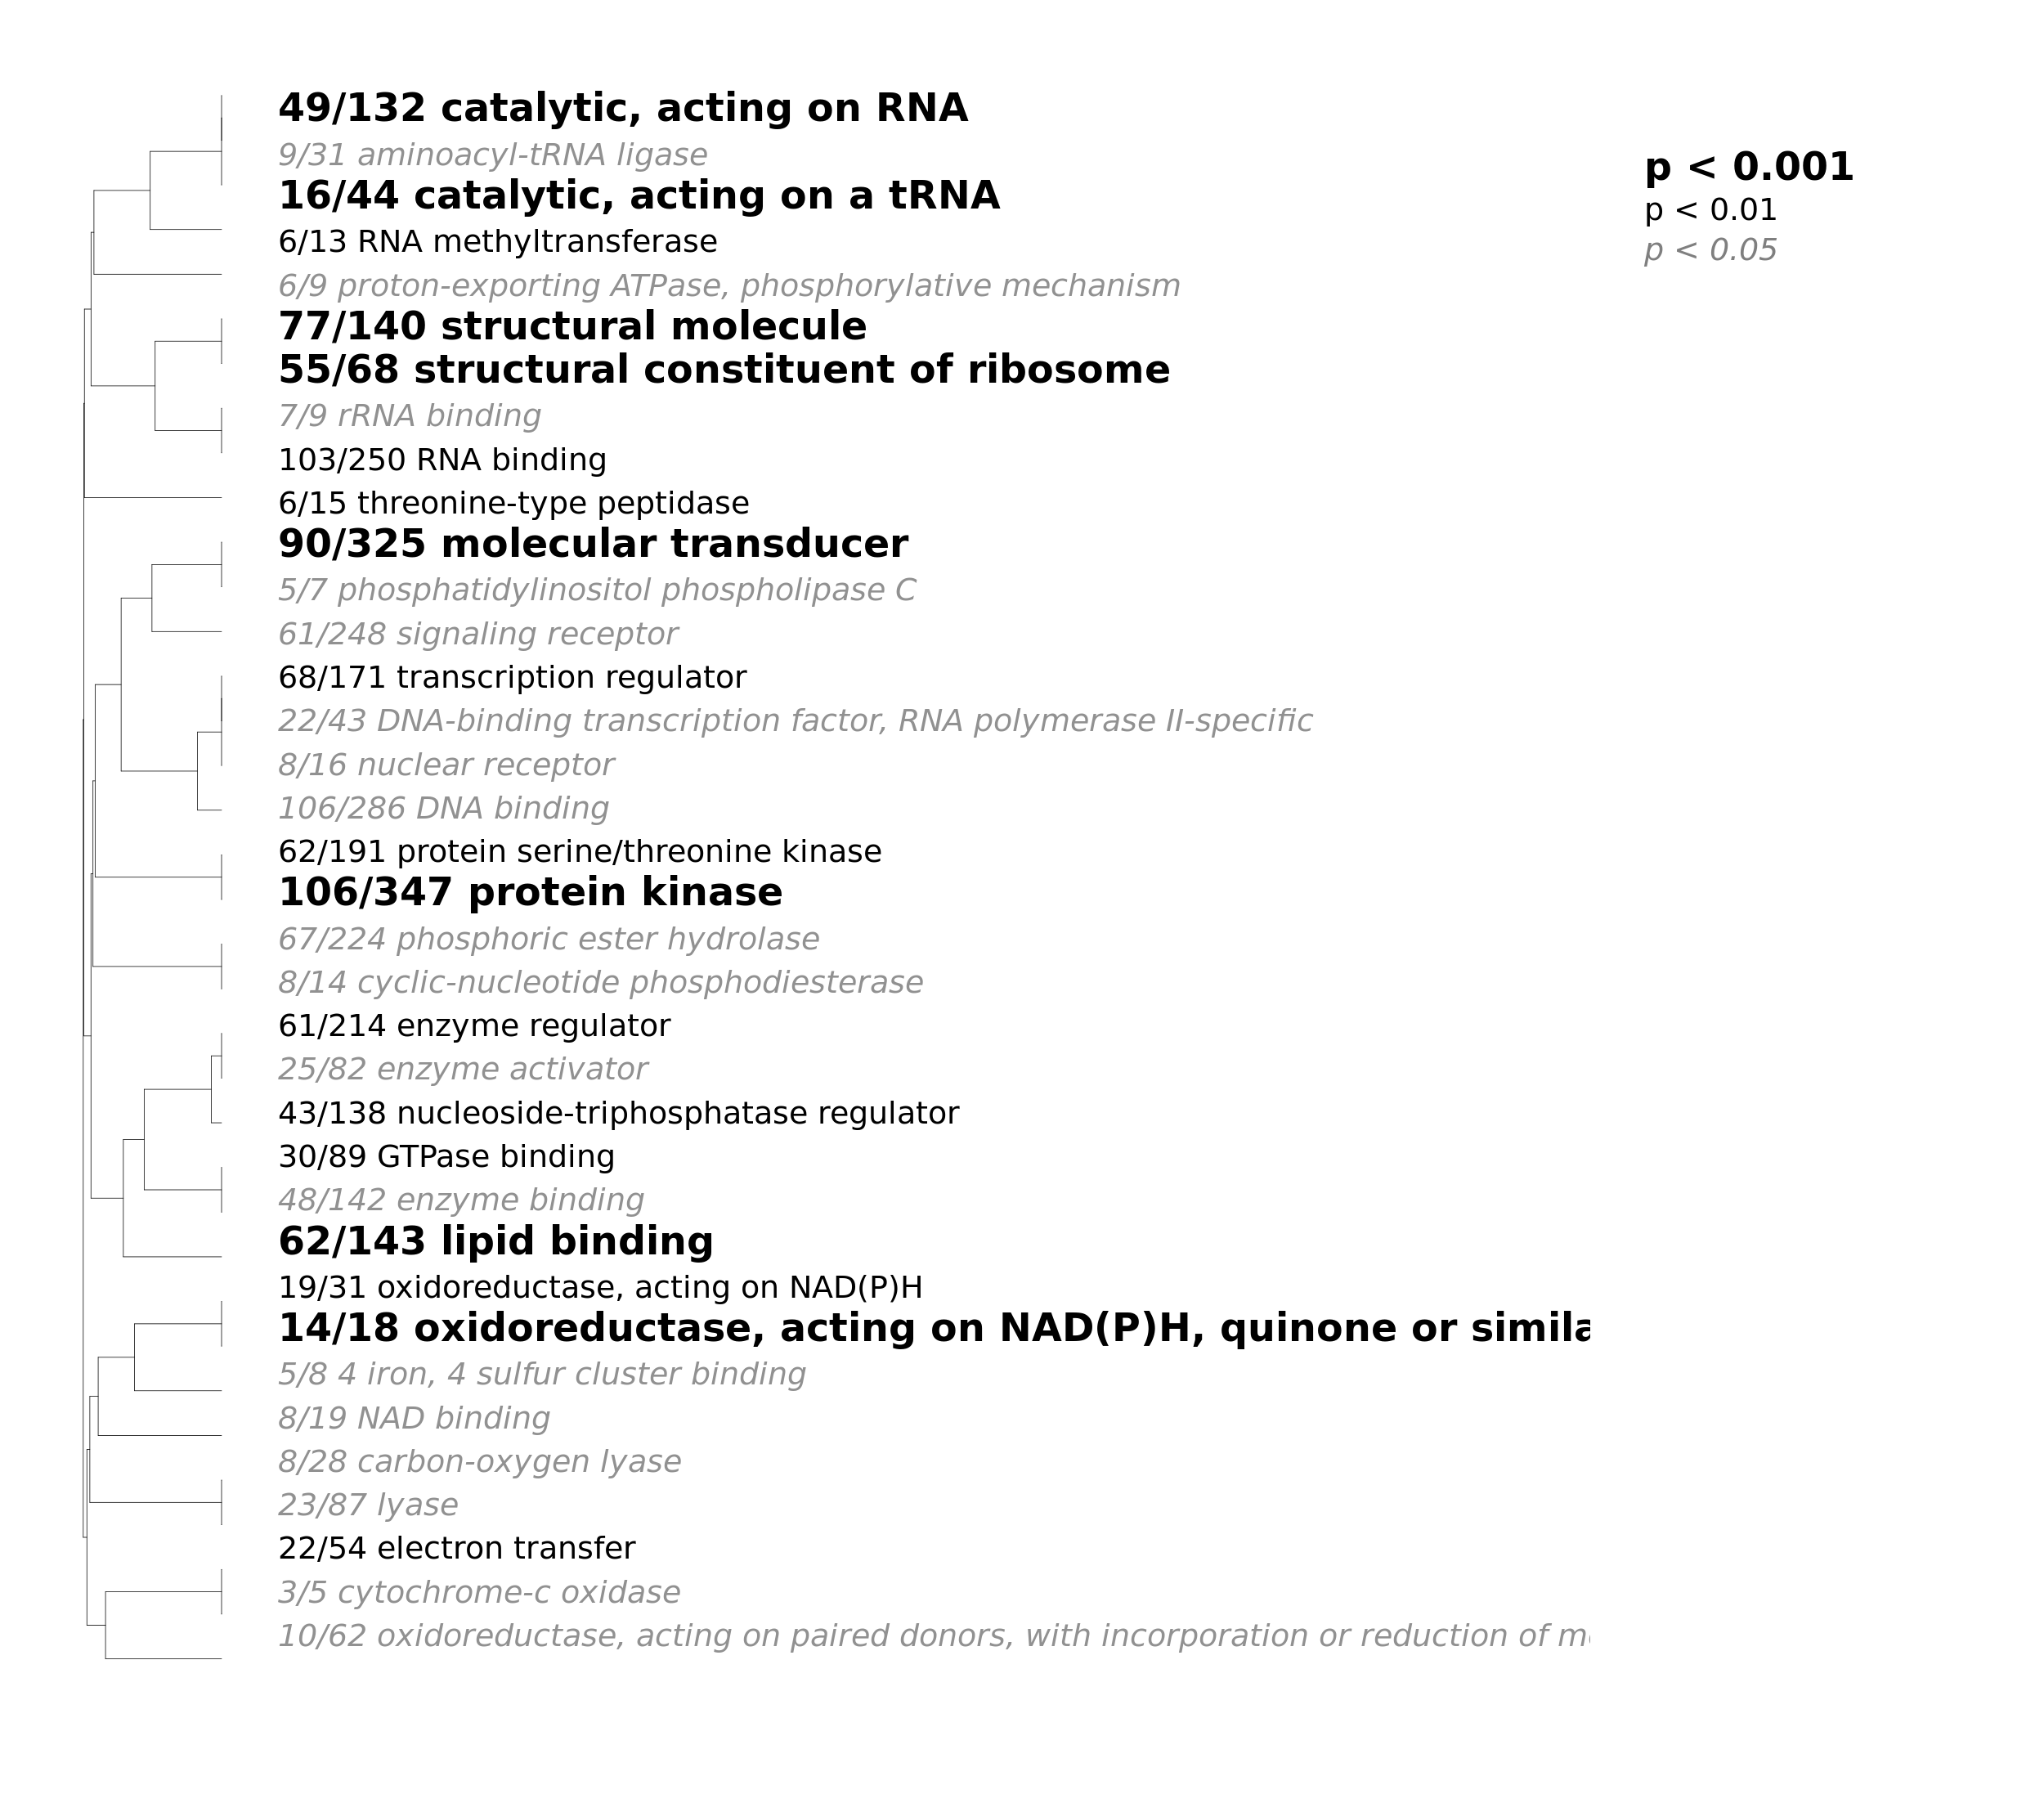 49/132 catalytic, acting on RNA
9/31 aminoacyl-tRNA ligase
16/44 catalytic, acting on a tRNA
6/13 RNA methyltransferase
6/9 proton-exporting ATPase, phosphorylative mechanism
77/140 structural molecule
55/68 structural constituent of ribosome
7/9 rRNA binding
103/250 RNA binding
6/15 threonine-type peptidase
90/325 molecular transducer
5/7 phosphatidylinositol phospholipase C
61/248 signaling receptor
68/171 transcription regulator
22/43 DNA-binding transcription factor, RNA polymerase II-specific
8/16 nuclear receptor
106/286 DNA binding
62/191 protein serine/threonine kinase
106/347 protein kinase
67/224 phosphoric ester hydrolase
8/14 cyclic-nucleotide phosphodiesterase
61/214 enzyme regulator
25/82 enzyme activator
43/138 nucleoside-triphosphatase regulator
30/89 GTPase binding
48/142 enzyme binding
62/143 lipid binding
19/31 oxidoreductase, acting on NAD(P)H
14/18 oxidoreductase, acting on NAD(P)H, quinone or
5/8 4 iron, 4 sulfur cluster binding
8/19 NAD binding
8/28 carbon-oxygen lyase
23/87 lyase
22/54 electron transfer
3/5 cytochrome-c oxidase
10/62 oxidoreductase, acting on paired donors, with incorporation or reduction of
p < 0.001
p < 0.01
p < 0.05